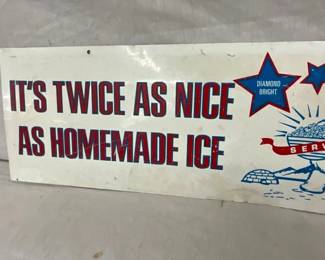 IT'S TWICE AS NICE
AS HOMEMADE ICE
DIAMOND
BRIGHT